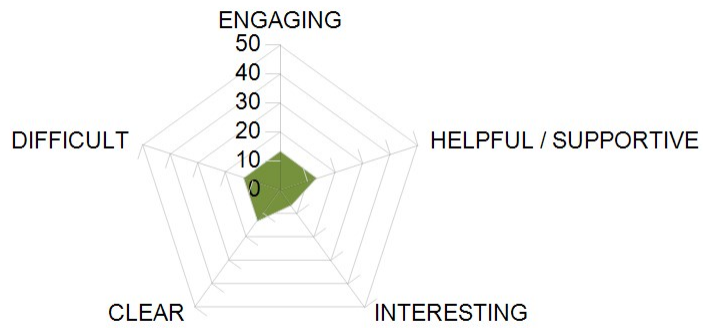 ENGAGING
50
40
30
20
10
0
DIFFICULT
HELPFUL / SUPPORTIVE
CLEAR
INTERESTING